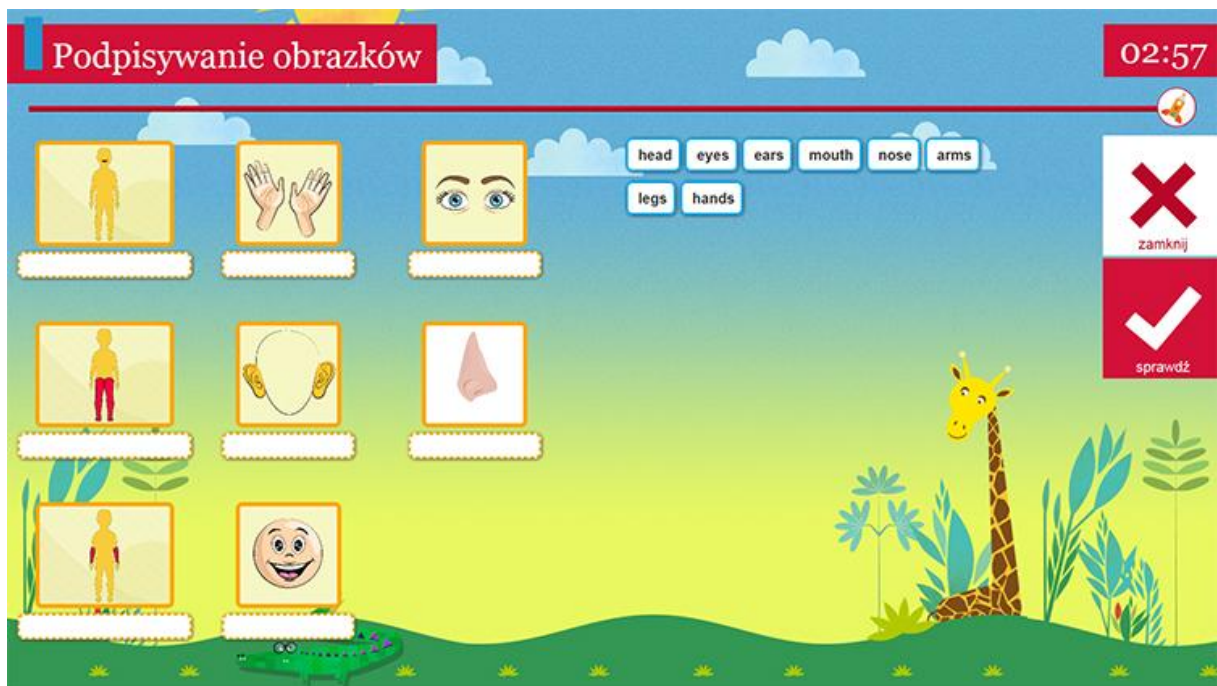 Podpisywanie obrazków
02:57
head eyes ears mouth nose arms
legs hands
zamknij
sprawdź